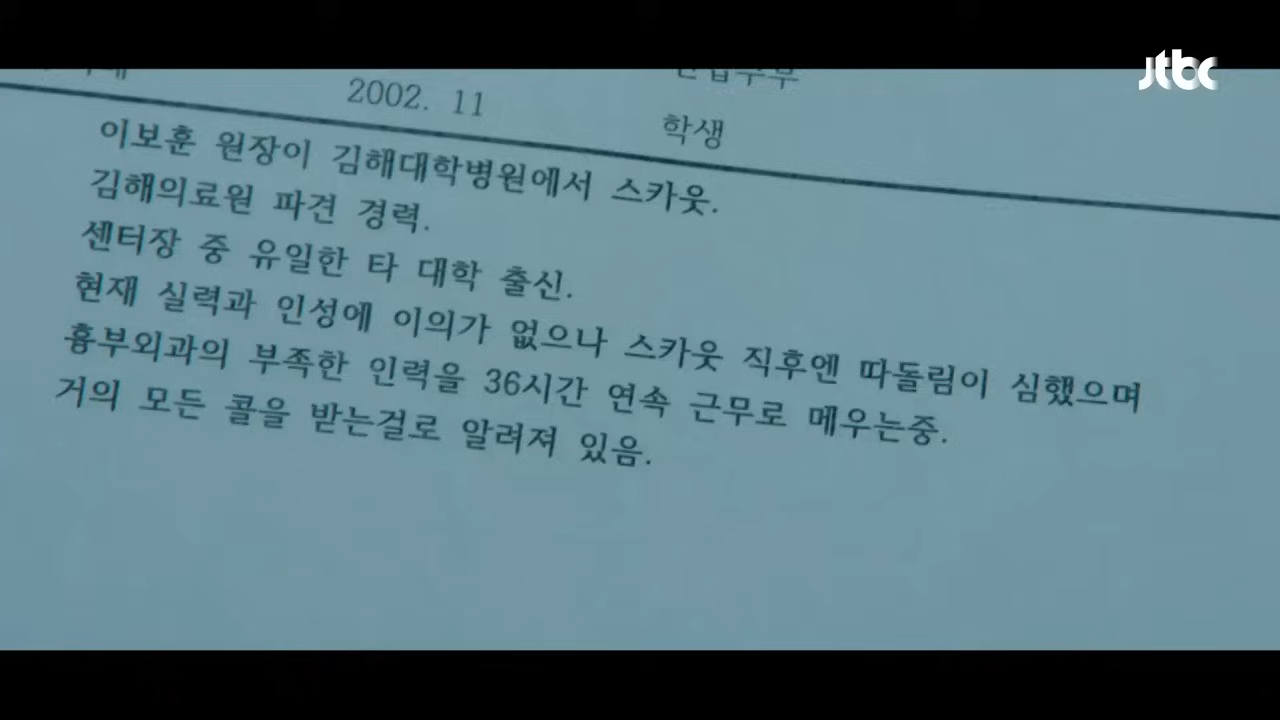 jtbc
2002. 11
학생
이보훈 원장이 김해대학병원에서 스카웃.
김해의료원 파견 경력.
센터장 중 유일한 타 대학 출신.
현재 실력과 인성에 이의가 없으나 스카웃 직후엔 따돌림이 심했으며
흉부외과의 부족한 인력을 36시간 연속 근무로 메우는중.
거의 모든 콜을 받는걸로 알려져 있음.